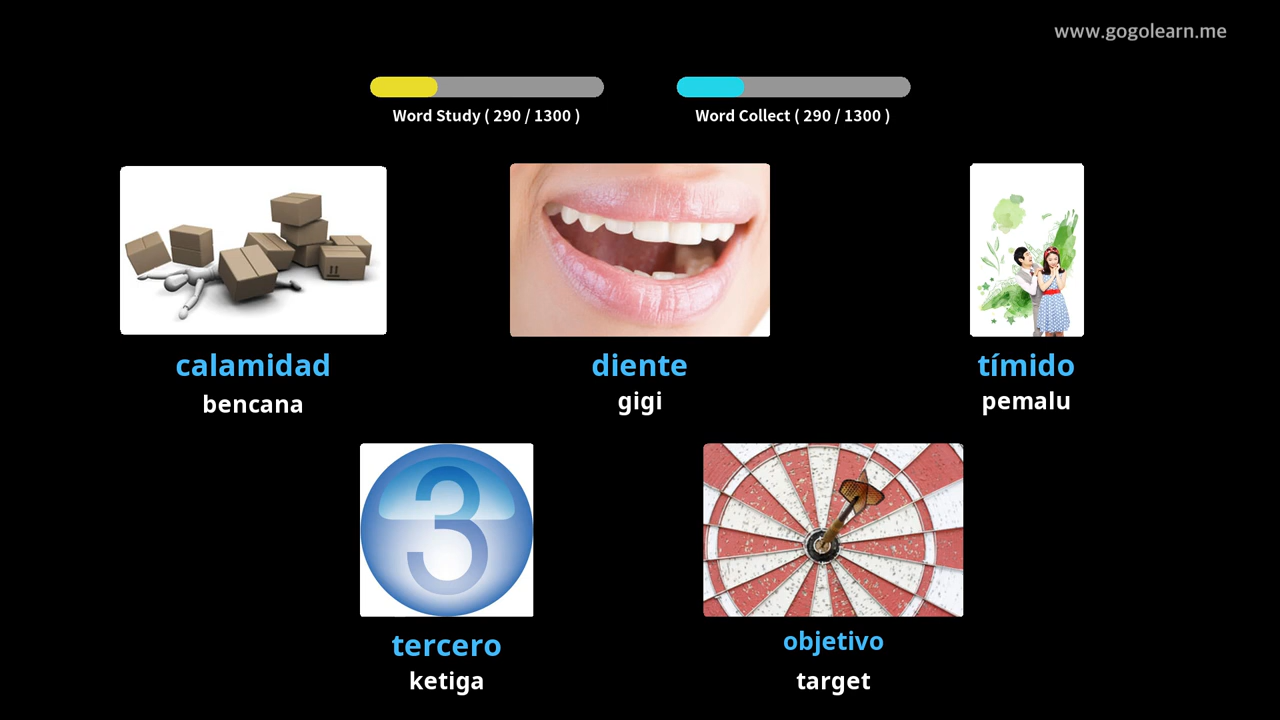 www.gogolearn.me
Word Study ( 290 / 1300 )
Word Collect ( 290 / 1300 )
calamidad
bencana
diente
gigi
tímido
pemalu
3
tercero
ketiga
objetivo
target